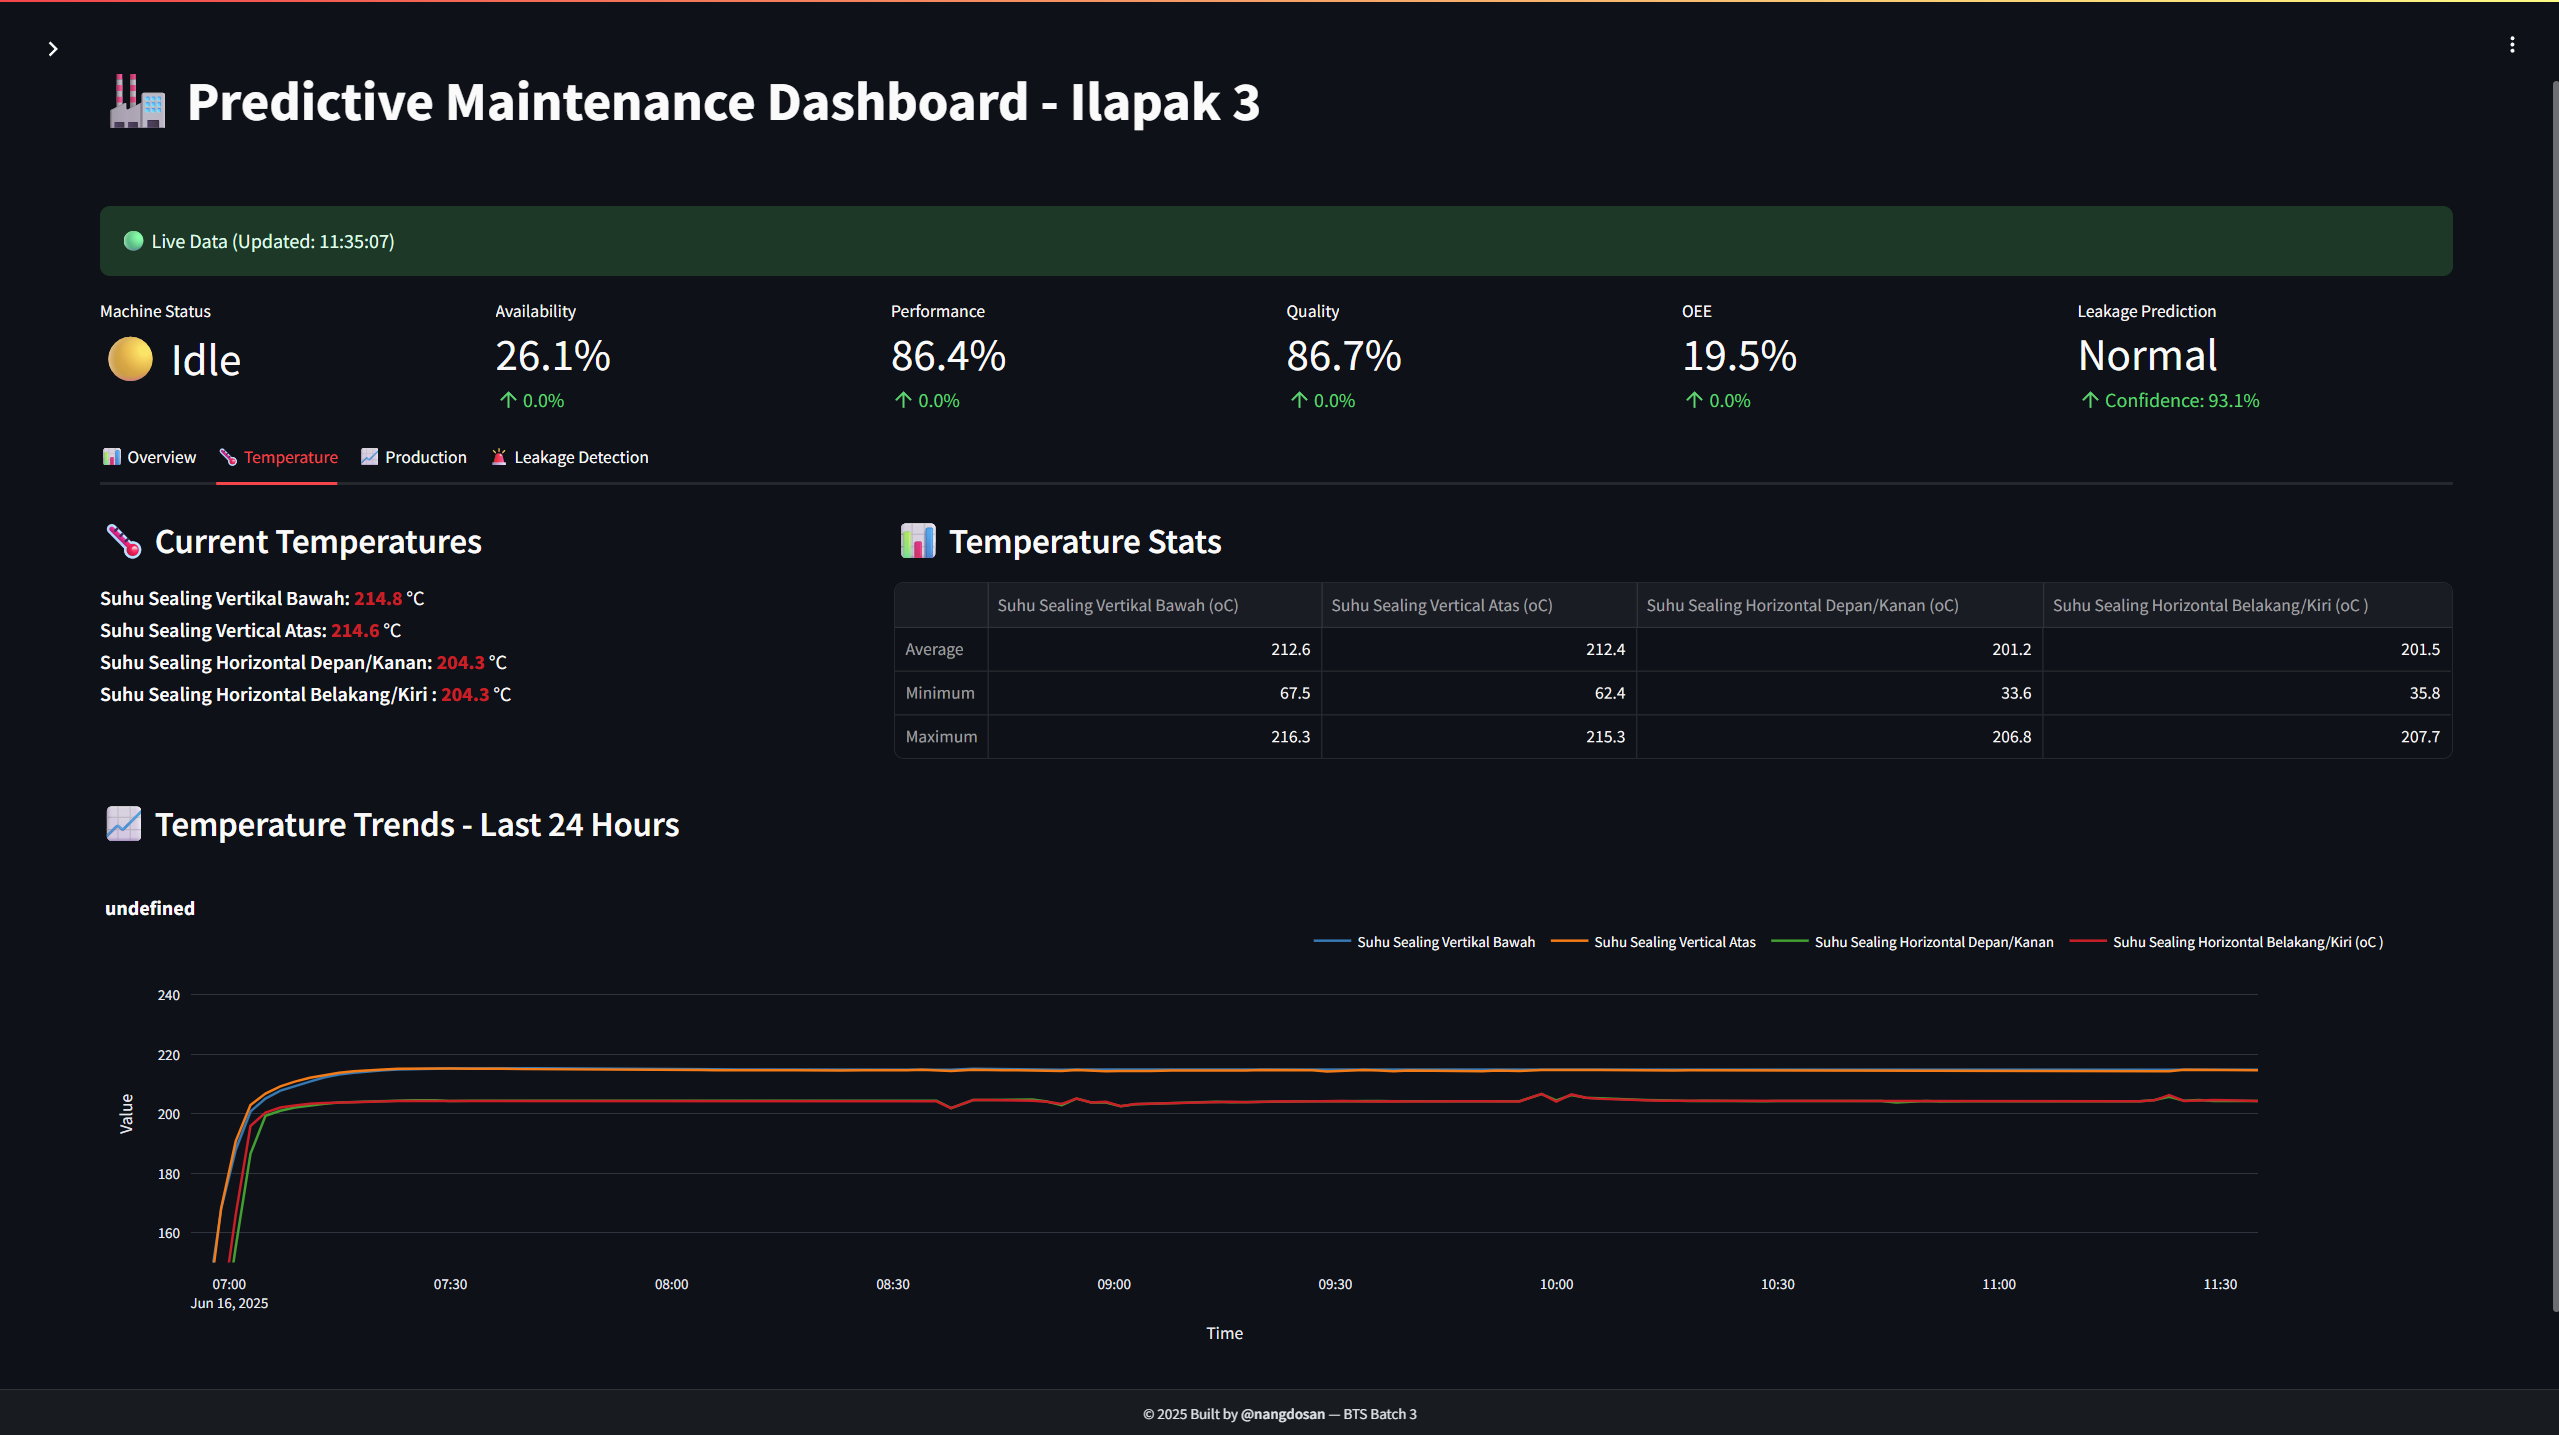 Predictive Maintenance Dashboard - Ilapak 3
Live Data (Updated: 11:35:07)
Machine Status
Idle
Availability
26.1%
0.0%
Performance
86.4%
0.0%
Quality
86.7%
0.0%
OEE
19.5%
0.0%
Leakage Prediction
Normal
Confidence: 93.1%
Overview Temperature Production Leakage Detection
Current Temperatures
Suhu Sealing Vertikal Bawah: 214.8 °C
Suhu Sealing Vertical Atas: 214.6 °C
Suhu Sealing Horizontal Depan/Kanan: 204.3 °C
Suhu Sealing Horizontal Belakang/Kiri : 204.3 °C
Temperature Stats
Suhu Sealing Vertikal Bawah (oC) Suhu Sealing Vertical Atas (oC) Suhu Sealing Horizontal Depan/Kanan (oC) Suhu Sealing Horizontal Belakang/Kiri (oC )
Average 212.6 212.4 201.2 201.5
Minimum 67.5 62.4 33.6 35.8
Maximum 216.3 215.3 206.8 207.7
Temperature Trends - Last 24 Hours
undefined
Suhu Sealing Vertikal Bawah Suhu Sealing Vertical Atas Suhu Sealing Horizontal Depan/Kanan Suhu Sealing Horizontal Belakang/Kiri (oC )
240
220
200
180
160
Value
07:00 07:30 08:00 08:30 09:00 09:30 10:00 10:30 11:00 11:30
Jun 16, 2025
Time
© 2025 Built by @nangdosan — BTS Batch 3